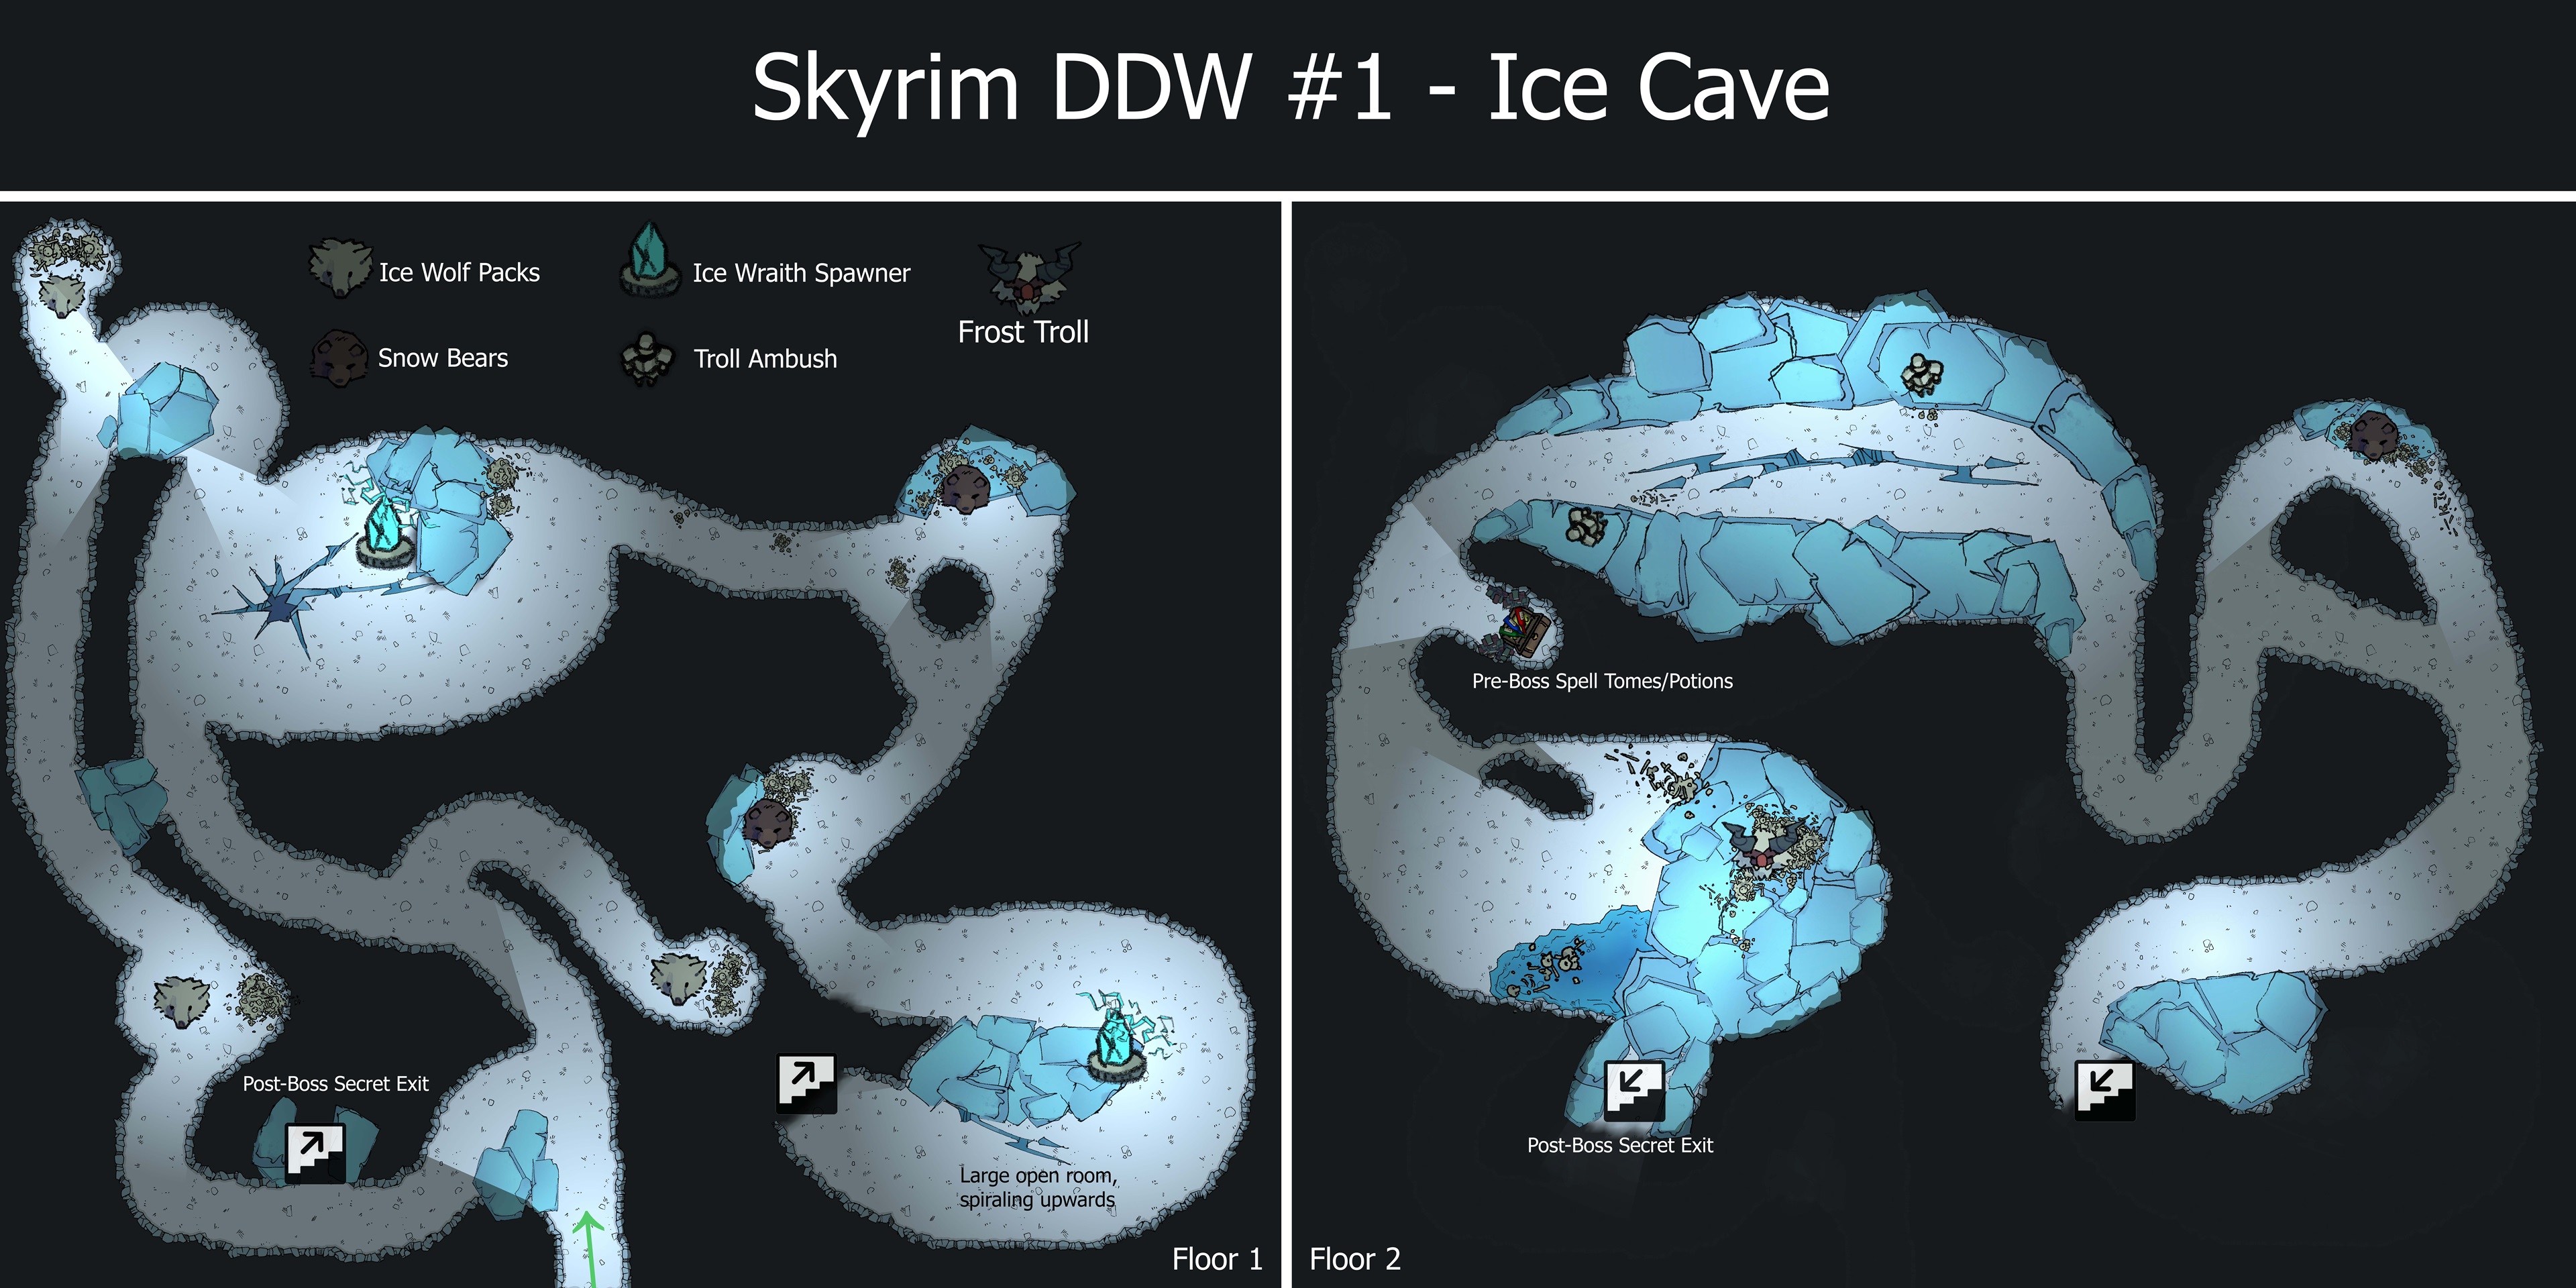 Skyrim DDW #1 - Ice Cave
Ice Wolf Packs
Ice Wraith Spawner
Frost Troll
Snow Bears
Troll Ambush
Post-Boss Secret Exit
Large open room,
spiraling upwards
Floor 1
Pre-Boss Spell Tomes/Potions
Post-Boss Secret Exit
Floor 2